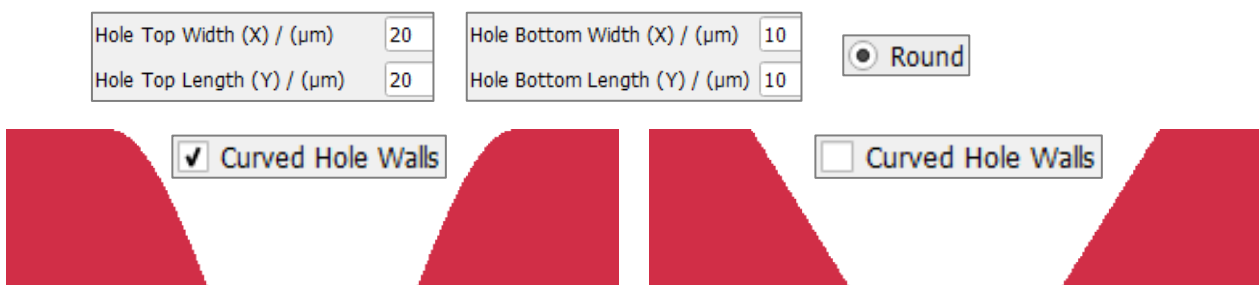 Hole Top Width (X) / (µm) 20
Hole Top Length (Y) / (µm) 20
Hole Bottom Width (X) / (µm) 10
Hole Bottom Length (Y) / (µm) 10
Round
Curved Hole Walls
Curved Hole Walls